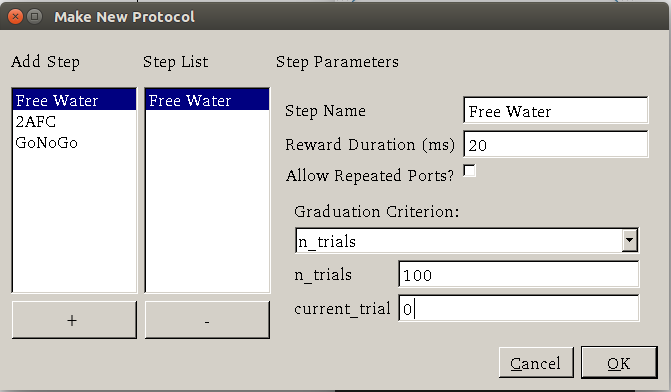 Make New Protocol
Add Step
Step List
Step Parameters
Free Water
2AFC
GoNoGo
Free Water
Step Name
Free Water
Reward Duration (ms)
20
Allow Repeated Ports?
Graduation Criterion:
n_trials
n_trials
100
current_trial
0
+
-
Cancel
OK